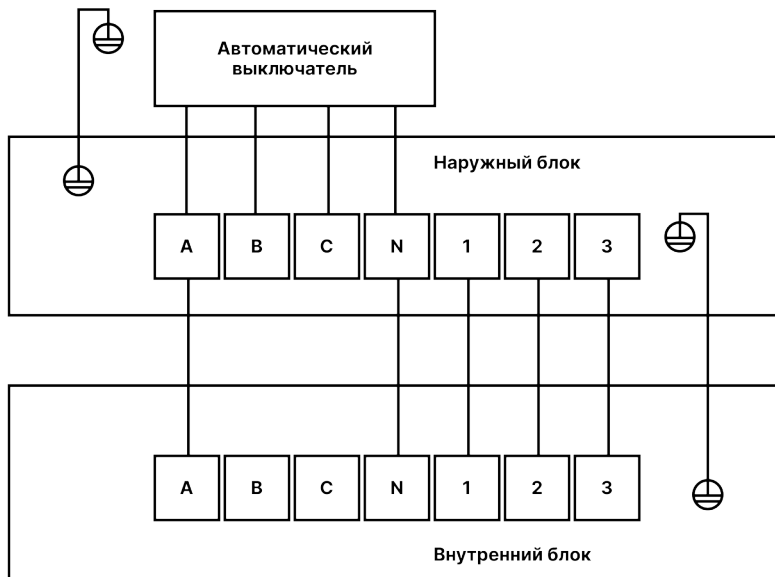 Автоматический
выключатель
Наружный блок
A B C N 1 2 3
A B C N 1 2 3
Внутренний блок